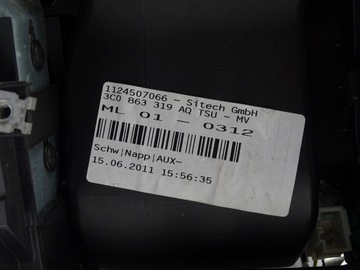 1124507066 - Sitech GmbH
3C0 863 319 AQ TSU - MV
ML 01 - 0312
Schw|Napp|AUX-
15.06.2011 15:56:35